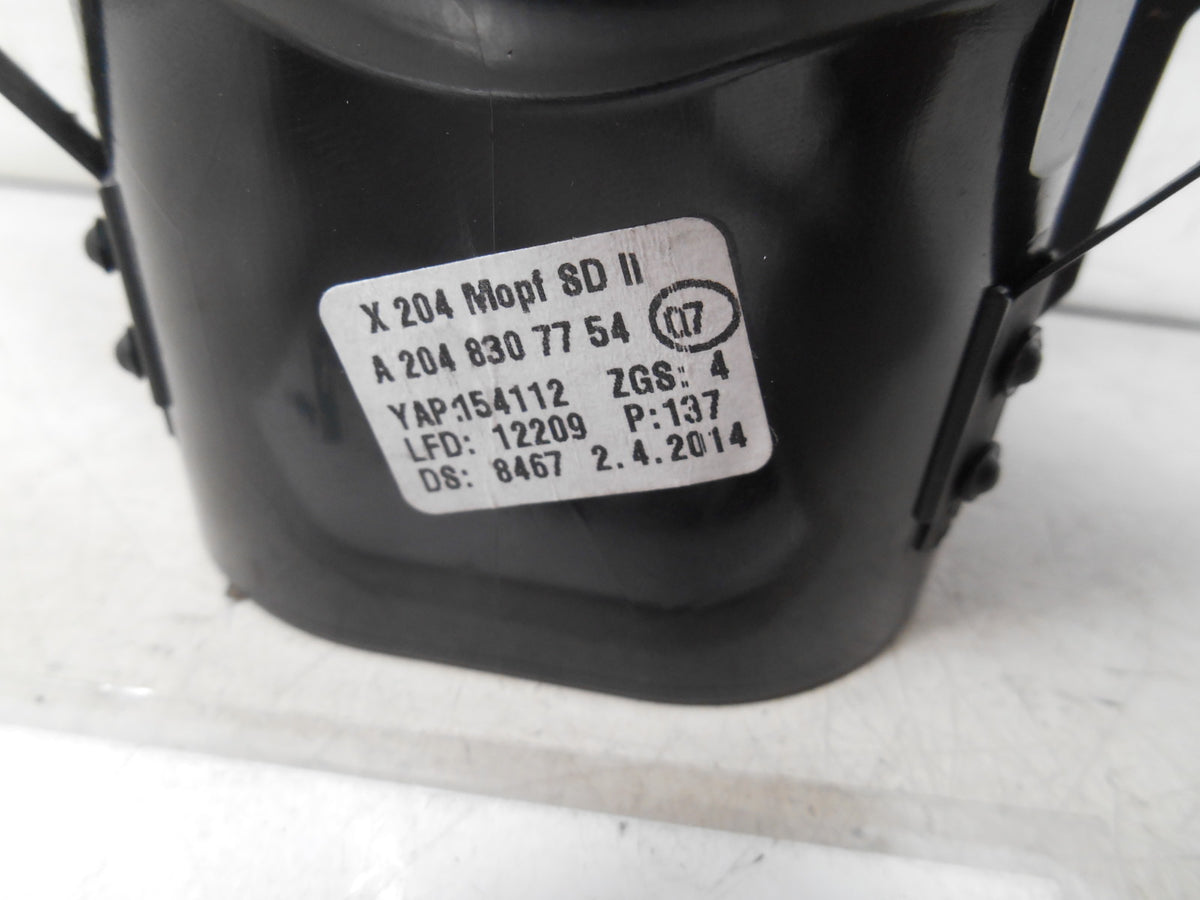 X 204 Mopf SD II
A 204 830 77 54 Q7
YAP:154112 ZGS: 4
LFD: 12209 P:137
DS: 8467 2.4.2014